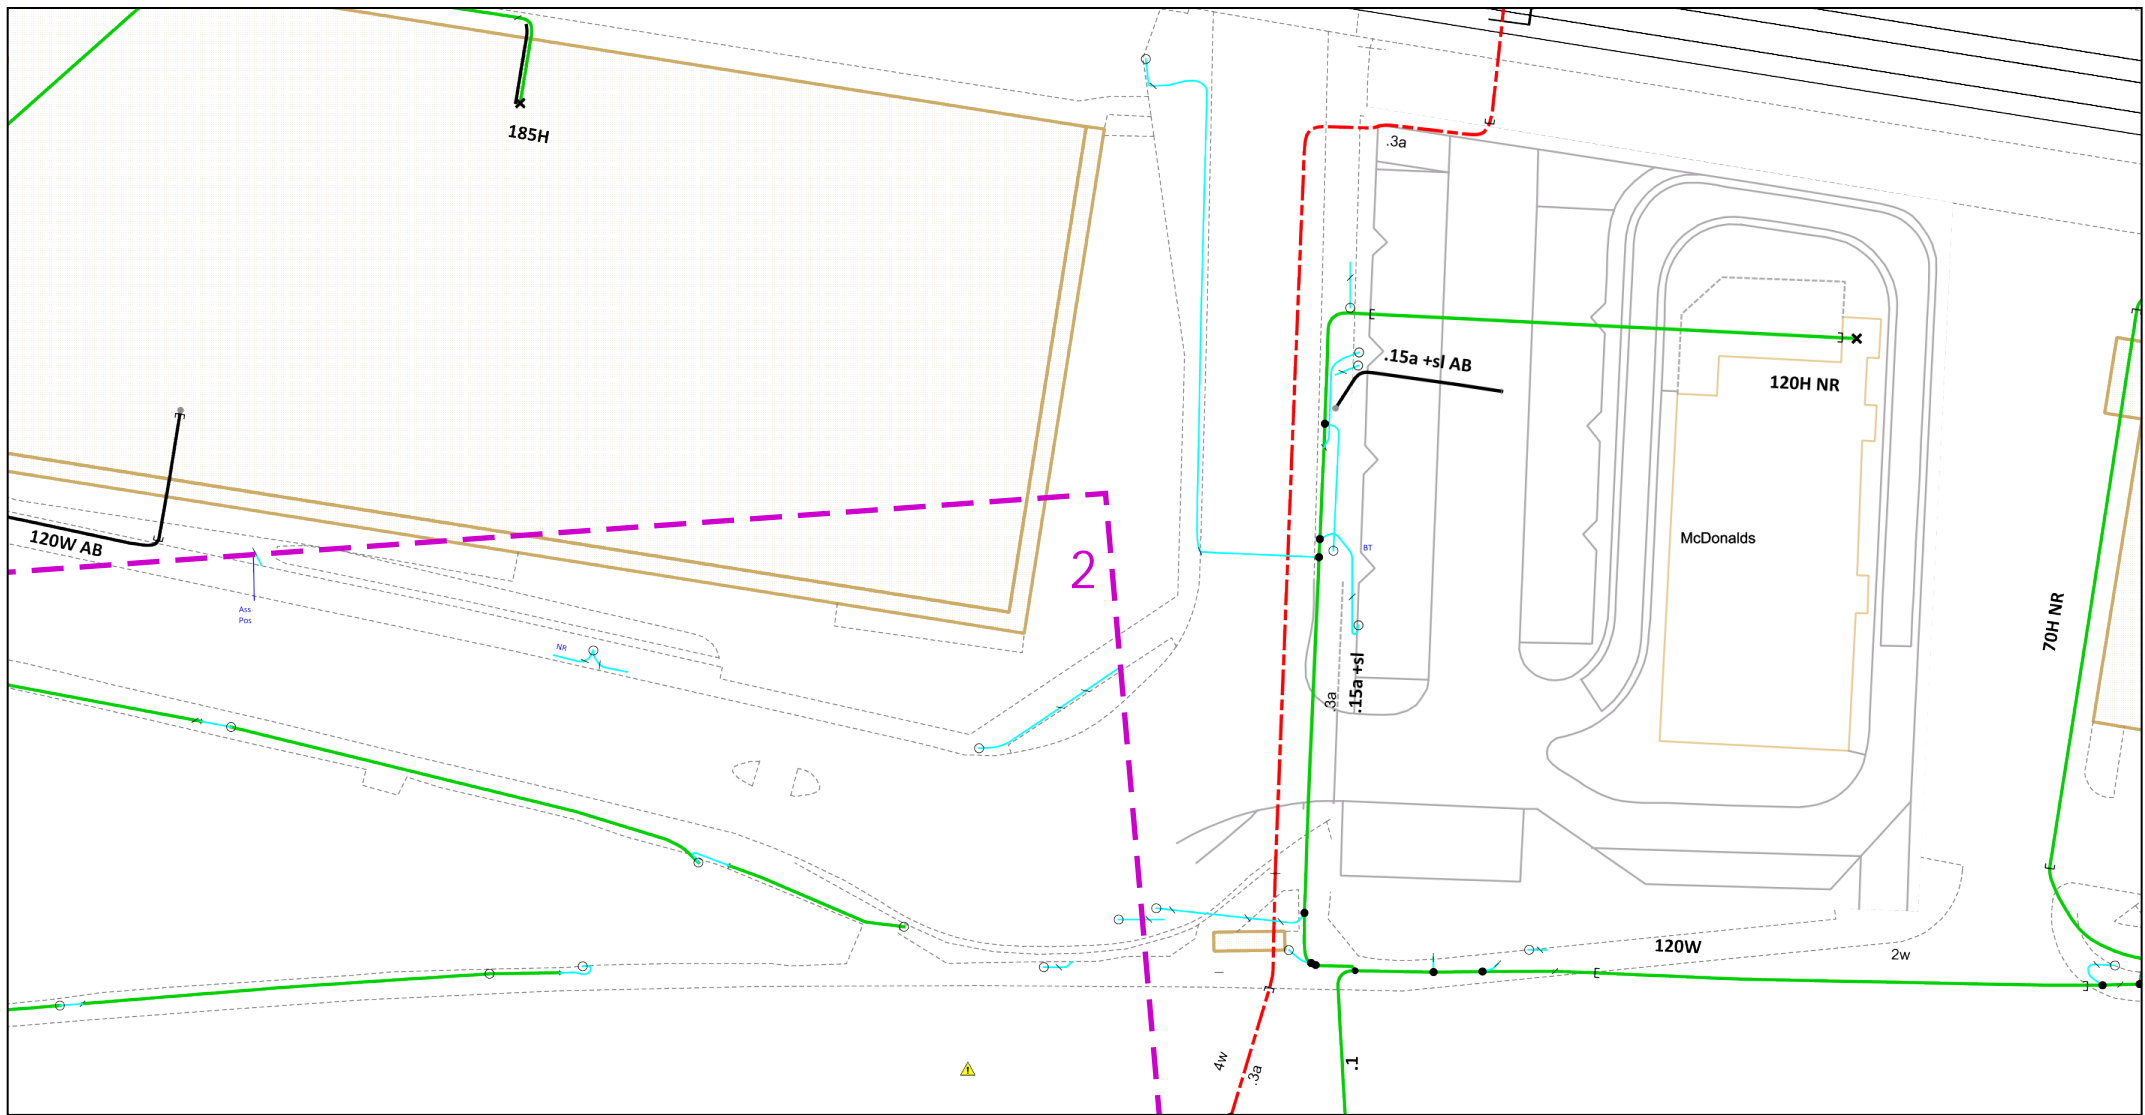 185H
.3a
.15a +sl AB
120H NR
120W AB
McDonalds
BT
2
Ass
Pos
NR
70H NR
.3a
.15a +sl
120W
2w
4w
.3a
.1